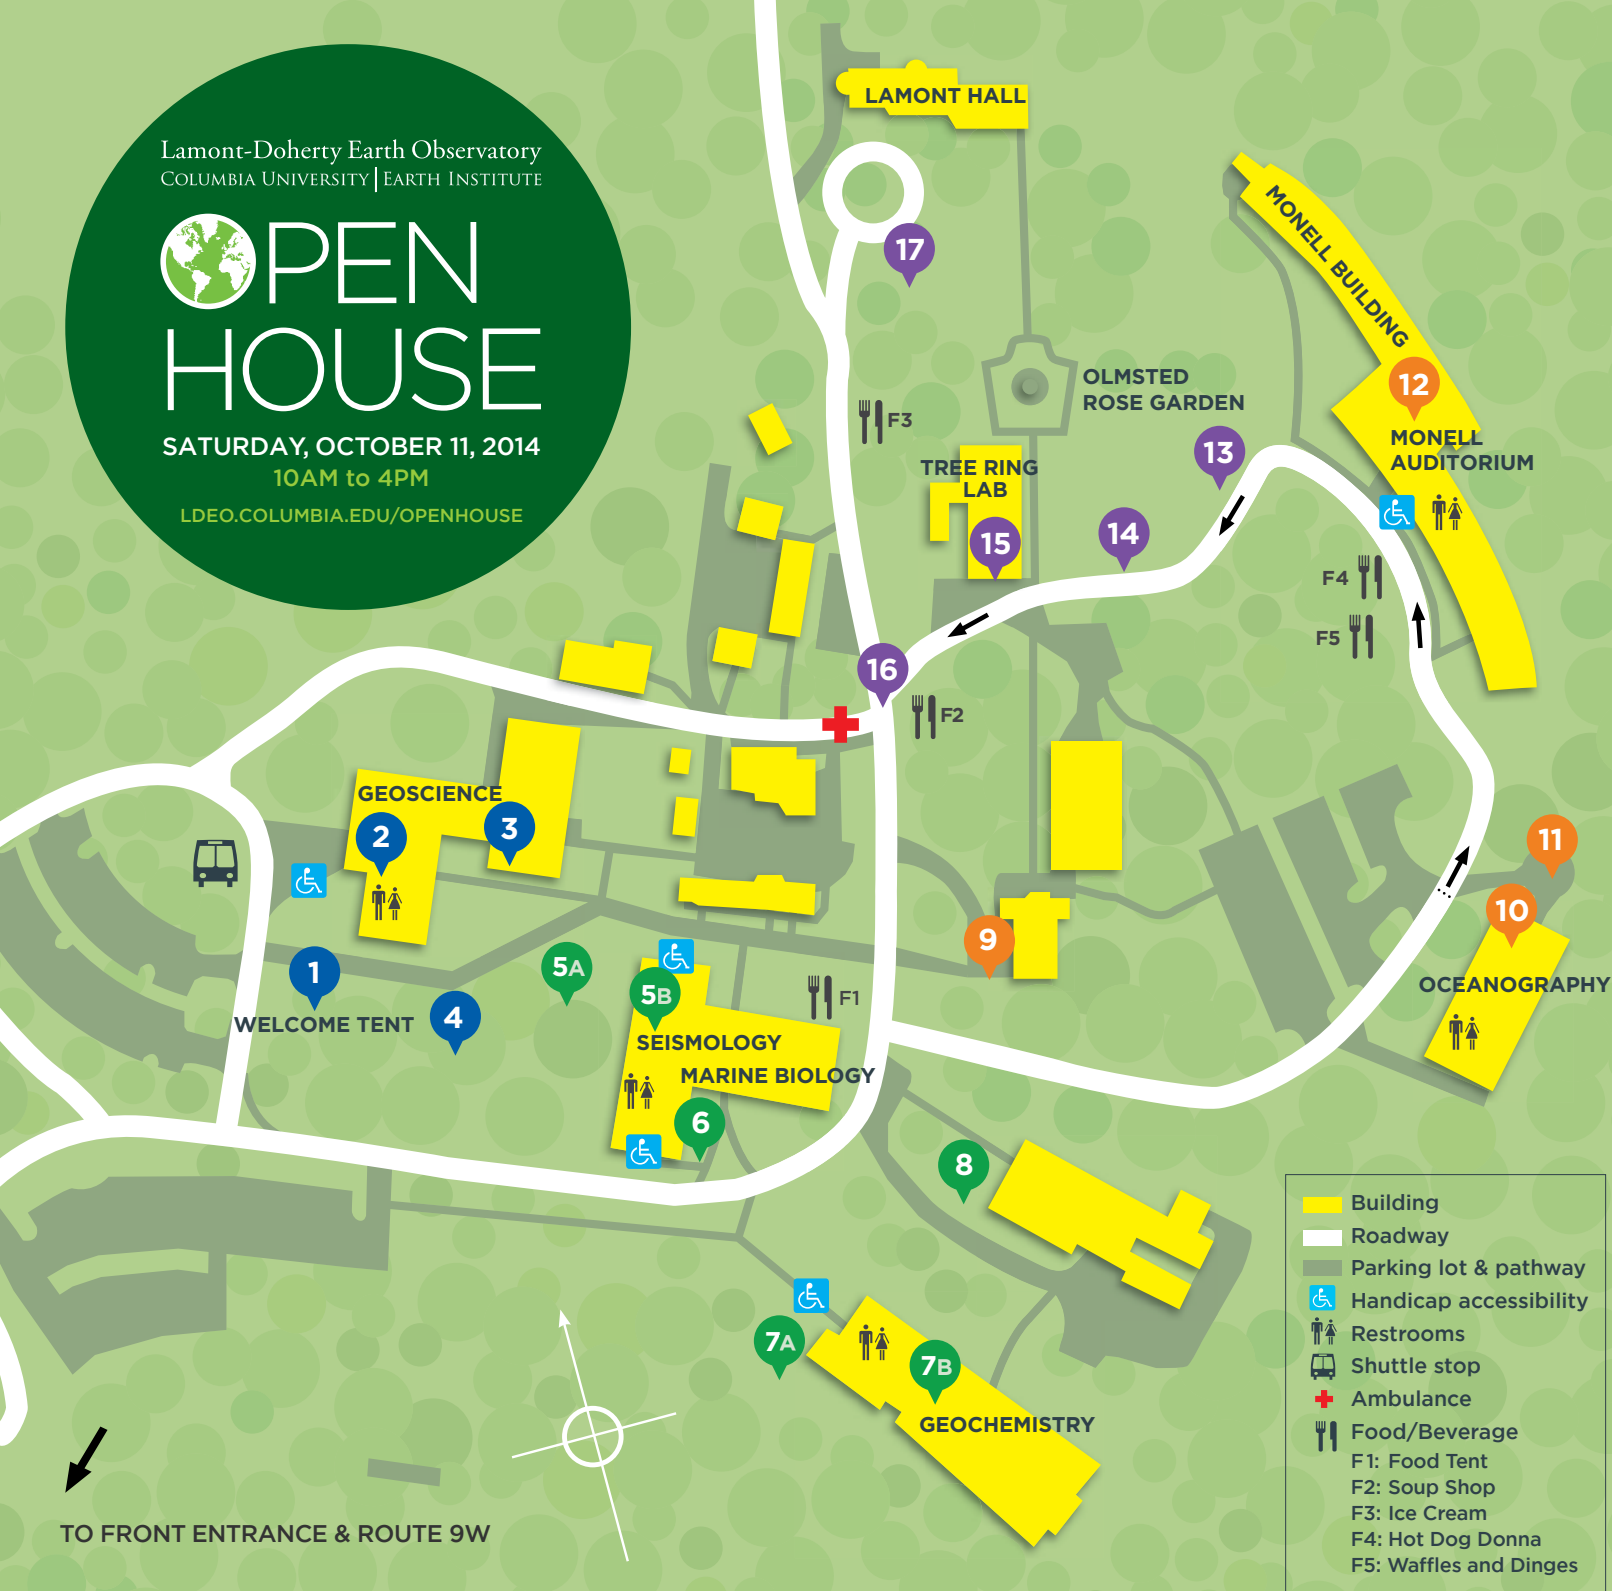 Lamont-Doherty Earth Observatory
COLUMBIA UNIVERSITY | EARTH INSTITUTE
OPEN
HOUSE
SATURDAY, OCTOBER 11, 2014
10AM to 4PM
LDEO.COLUMBIA.EDU/OPENHOUSE
LAMONT HALL
17
MONELL BUILDING
OLMSTED
ROSE GARDEN
12
F3
MONELL
AUDITORIUM
13
TREE RING
LAB
15
14
F4
F5
16
F2
GEOSCIENCE
2
3
11
10
9
OCEANOGRAPHY
1
WELCOME TENT
4
5A
5B
F1
SEISMOLOGY
MARINE BIOLOGY
6
8
7A
7B
GEOCHEMISTRY
TO FRONT ENTRANCE & ROUTE 9W
Building
Roadway
Parking lot & pathway
Handicap accessibility
Restrooms
Shuttle stop
Ambulance
Food/Beverage
F1: Food Tent
F2: Soup Shop
F3: Ice Cream
F4: Hot Dog Donna
F5: Waffles and Dinges